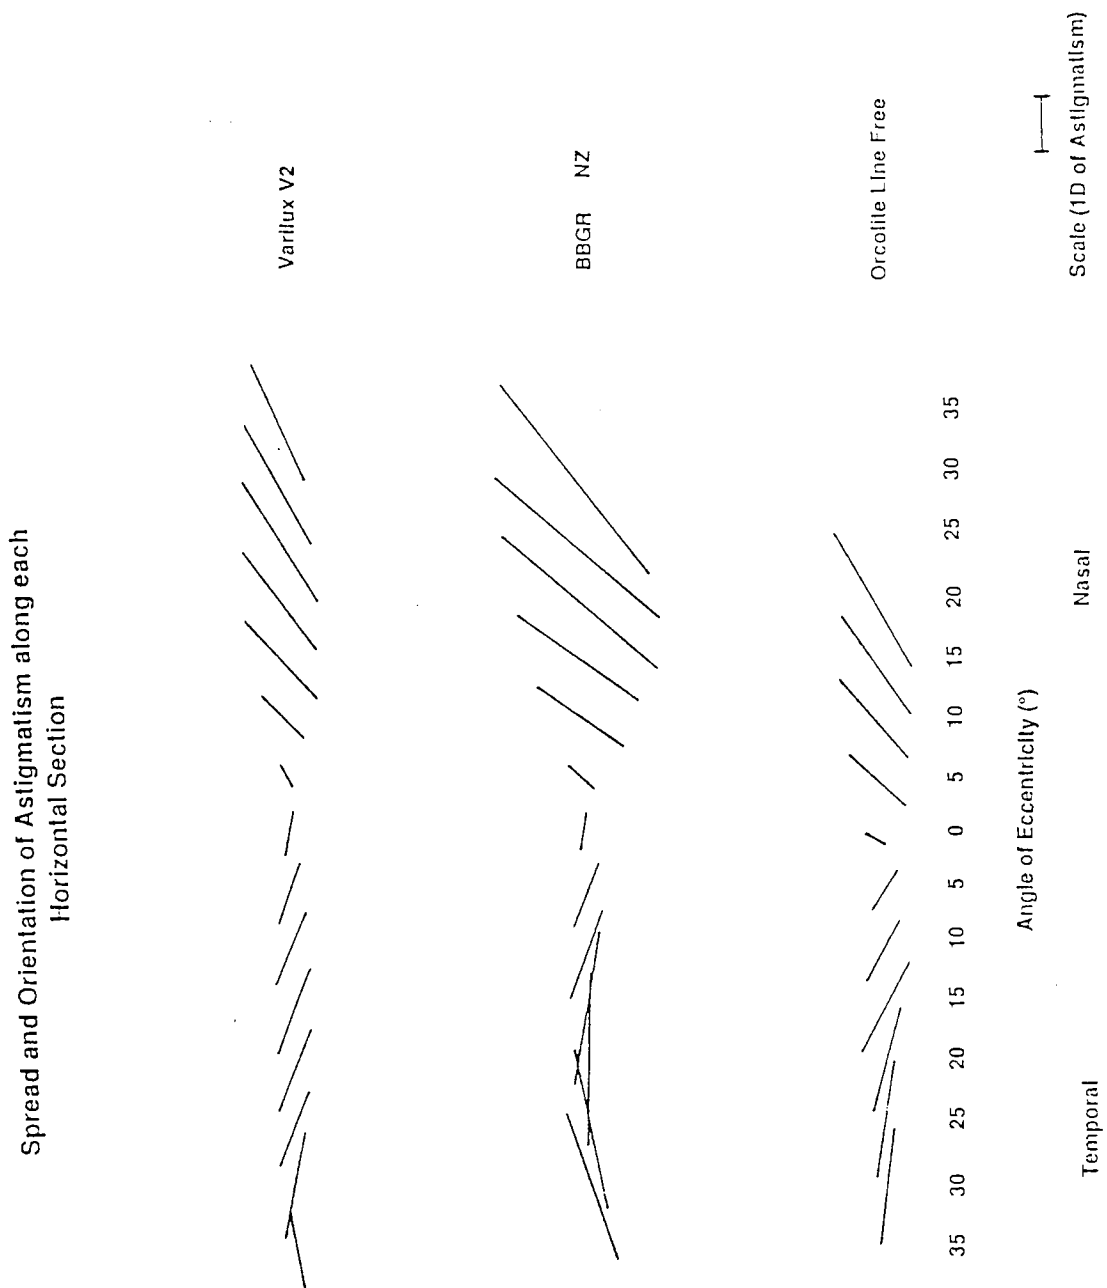 Spread and Orientation of Astigmatism along each
Horizontal Section
Varilux V2
BBGR NZ
Orcolite Line Free
35 30 25 20 15 10 5 0 5 10 15 20 25 30 35
Angle of Eccentricity (°)
Temporal Nasal
Scale (1D of Astigmatism)